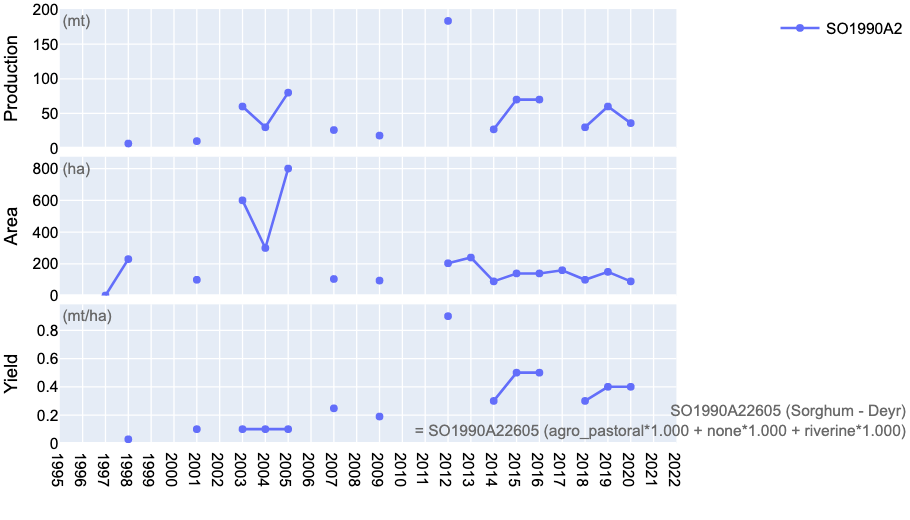 200
(mt)
SO1990A2
150
Production
100
50
0
800
(ha)
600
Area
400
200
0
(mt/ha)
0.8
0.6
Yield
0.4
SO1990A22605 (Sorghum - Deyr)
0.2
= SO1990A22605 (agro_pastoral*1.000 + none*1.000 + riverine*1.000)
0
1995 1996 1997 1998 1999 2000 2001 2002 2003 2004 2005 2006 2007 2008 2009 2010 2011 2012 2013 2014 2015 2016 2017 2018 2019 2020 2021 2022